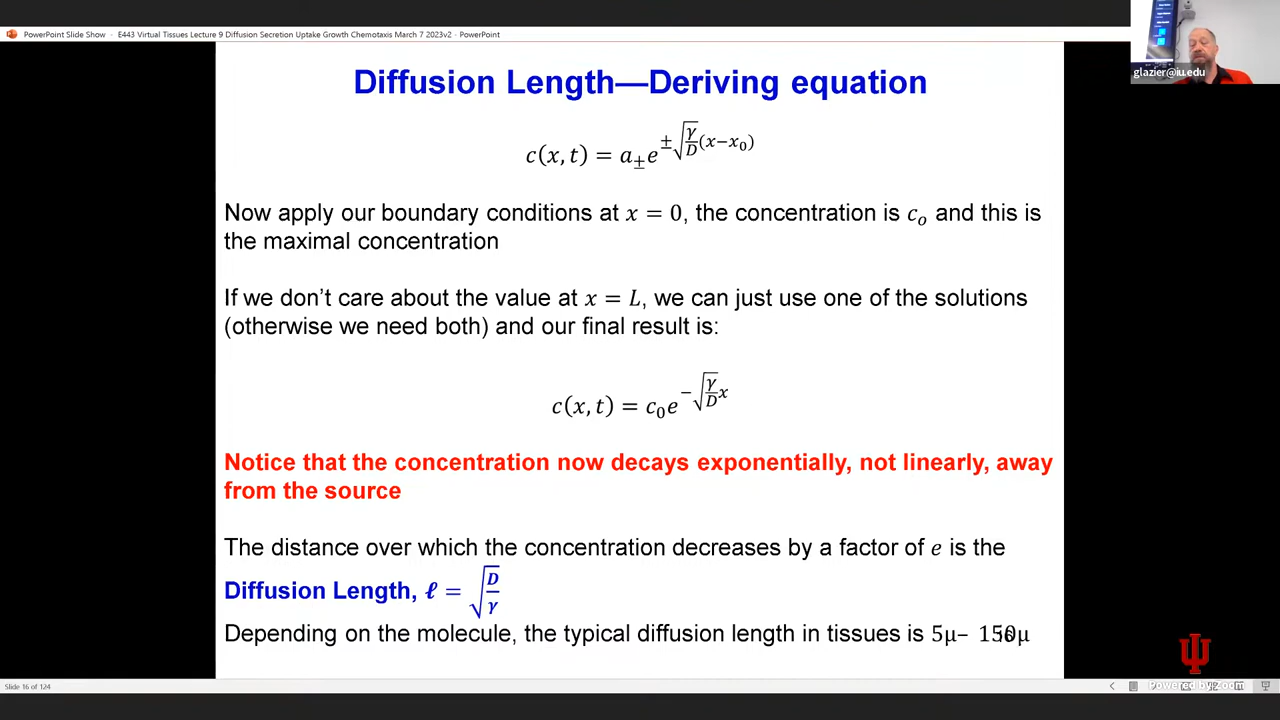 PowerPoint Slide Show - E443 Virtual Tissues Lecture 9 Diffusion Secretion Uptake Growth Chemotaxis March 7 2023v2 - PowerPoint
glazier@iu.edu
Diffusion Length—Deriving equation
c(x, t) = a± e^{±√(γ/D)(x−x₀)}
Now apply our boundary conditions at x = 0, the concentration is cₒ and this is
the maximal concentration
If we don't care about the value at x = L, we can just use one of the solutions
(otherwise we need both) and our final result is:
c(x, t) = c₀e^{−√(γ/D)x}
Notice that the concentration now decays exponentially, not linearly, away
from the source
The distance over which the concentration decreases by a factor of e is the
Diffusion Length, ℓ = √(D/γ)
Depending on the molecule, the typical diffusion length in tissues is 5μ–
Slide 16 of 124
Powered by Zoom